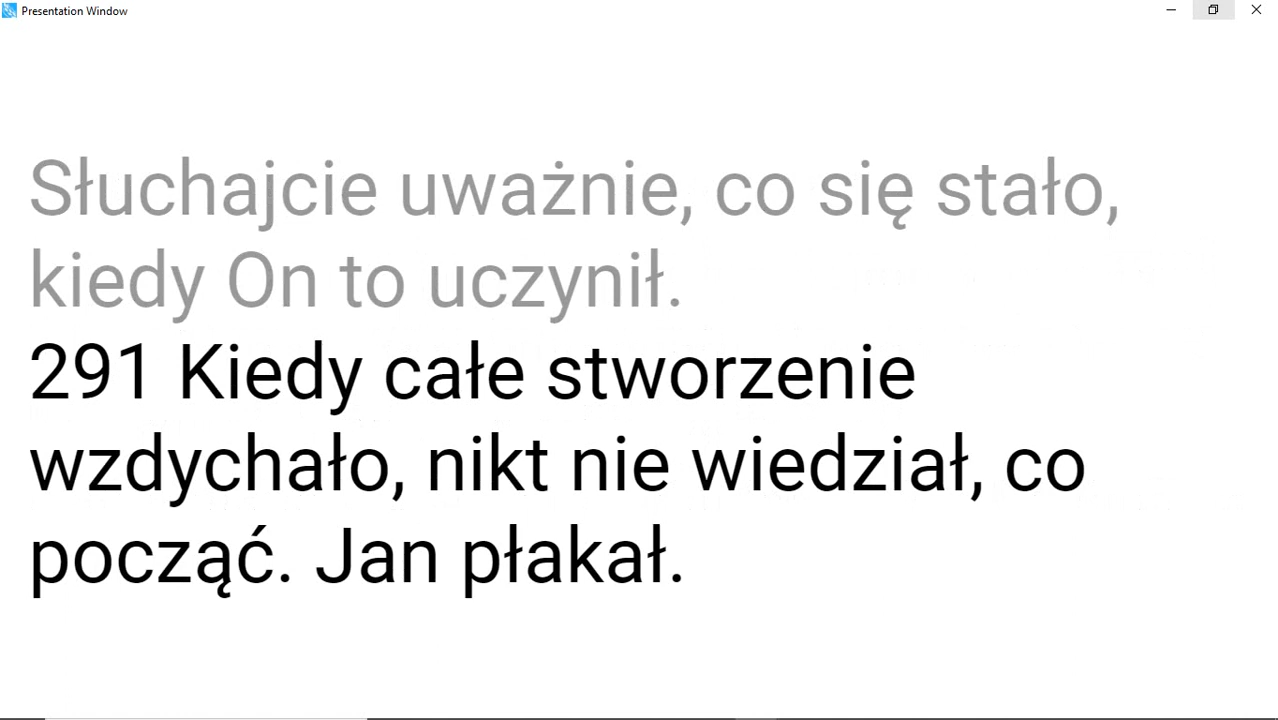 Presentation Window
Słuchajcie uważnie, co się stało,
kiedy On to uczynił.
291 Kiedy całe stworzenie
wzdychało, nikt nie wiedział, co
począć. Jan płakał.